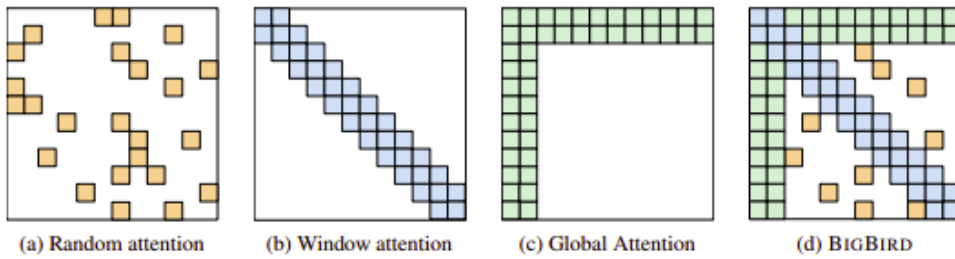 (a) Random attention
(b) Window attention
(c) Global Attention
(d) BIGBIRD